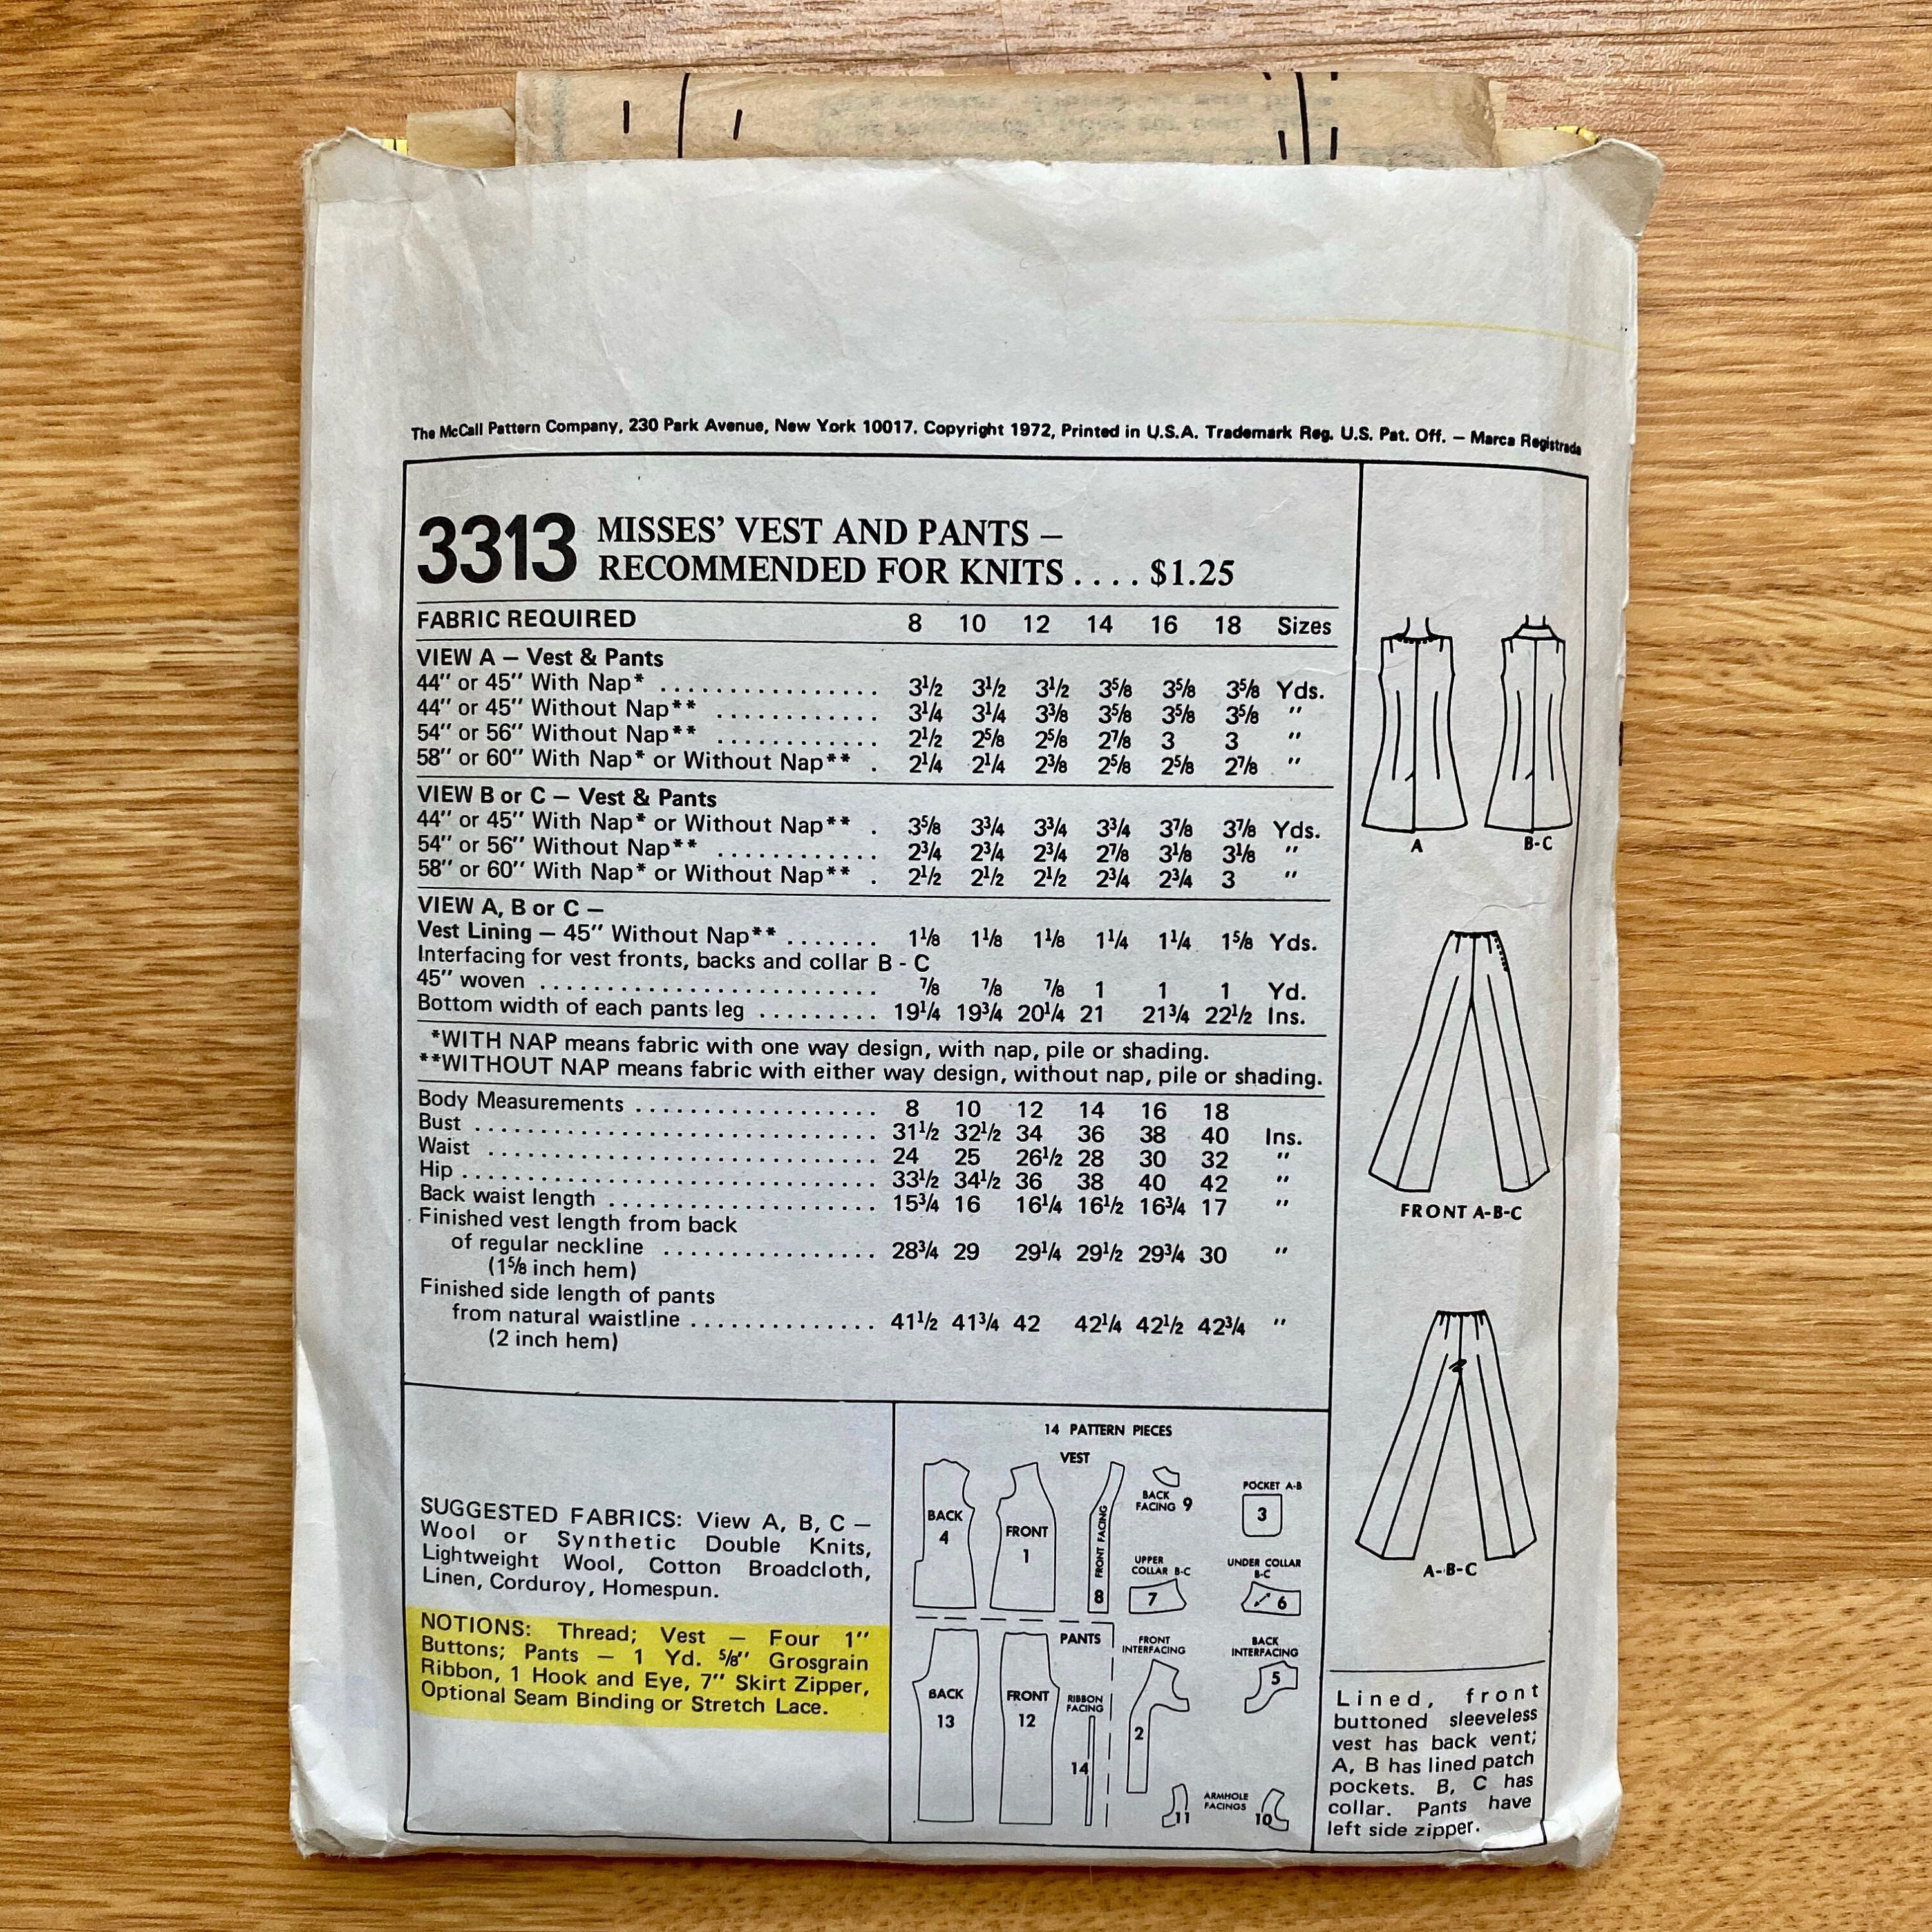 The McCall Pattern Company, 230 Park Avenue, New York 10017. Copyright 1972, Printed in U.S.A. Trademark Reg. U.S. Pat. Off. — Marca Registrada
3313 MISSES' VEST AND PANTS –
RECOMMENDED FOR KNITS .... $1.25
FABRIC REQUIRED 8 10 12 14 16 18 Sizes
VIEW A – Vest & Pants
44" or 45" With Nap* ................ 3½ 3½ 3½ 3⅝ 3⅝ 3⅝ Yds.
44" or 45" Without Nap** ............ 3¼ 3¼ 3⅜ 3⅝ 3⅝ 3⅝ "
54" or 56" Without Nap** ............ 2½ 2⅝ 2⅝ 2⅞ 3 3 "
58" or 60" With Nap* or Without Nap** . 2¼ 2¼ 2⅜ 2⅝ 2⅝ 2⅞ "
VIEW B or C – Vest & Pants
44" or 45" With Nap* or Without Nap** . 3⅝ 3¾ 3¾ 3¾ 3⅞ 3⅞ Yds.
54" or 56" Without Nap** ............ 2¾ 2¾ 2¾ 2⅞ 3⅛ 3⅛ "
58" or 60" With Nap* or Without Nap** . 2½ 2½ 2½ 2¾ 2¾ 3 "
VIEW A, B or C –
Vest Lining – 45" Without Nap** ....... 1⅛ 1⅛ 1⅛ 1¼ 1¼ 1⅝ Yds.
Interfacing for vest fronts, backs and collar B - C
45" woven ......................... ⅞ ⅞ ⅞ 1 1 1 Yd.
Bottom width of each pants leg ......... 19¼ 19¾ 20¼ 21 21¾ 22½ Ins.
*WITH NAP means fabric with one way design, with nap, pile or shading.
**WITHOUT NAP means fabric with either way design, without nap, pile or shading.
Body Measurements .................. 8 10 12 14 16 18
Bust .............................. 31½ 32½ 34 36 38 40 Ins.
Waist ............................. 24 25 26½ 28 30 32 "
Hip ............................... 33½ 34½ 36 38 40 42 "
Back waist length .................... 15¾ 16 16¼ 16½ 16¾ 17 "
Finished vest length from back
of regular neckline ................ 28¾ 29 29¼ 29½ 29¾ 30 "
(1⅝ inch hem)
Finished side length of pants
from natural waistline .............. 41½ 41¾ 42 42¼ 42½ 42¾ "
(2 inch hem)
A B-C
FRONT A-B-C
A-B-C
SUGGESTED FABRICS: View A, B, C –
Wool or Synthetic Double Knits,
Lightweight Wool, Cotton Broadcloth,
Linen, Corduroy, Homespun.
NOTIONS: Thread; Vest – Four 1"
Buttons; Pants – 1 Yd. ⅝" Grosgrain
Ribbon, 1 Hook and Eye, 7" Skirt Zipper,
Optional Seam Binding or Stretch Lace.
14 PATTERN PIECES
VEST
BACK
4
FRONT
1
FRONT FACING
8
BACK
FACING 9
POCKET A-B
3
UPPER
COLLAR B-C
7
UNDER COLLAR
B-C
6
PANTS
BACK
13
FRONT
12
RIBBON
FACING
14
FRONT
INTERFACING
2
BACK
INTERFACING
5
ARMHOLE
FACINGS
11
10
Lined, front
buttoned sleeveless
vest has back vent;
A, B has lined patch
pockets. B, C has
collar. Pants have
left side zipper.